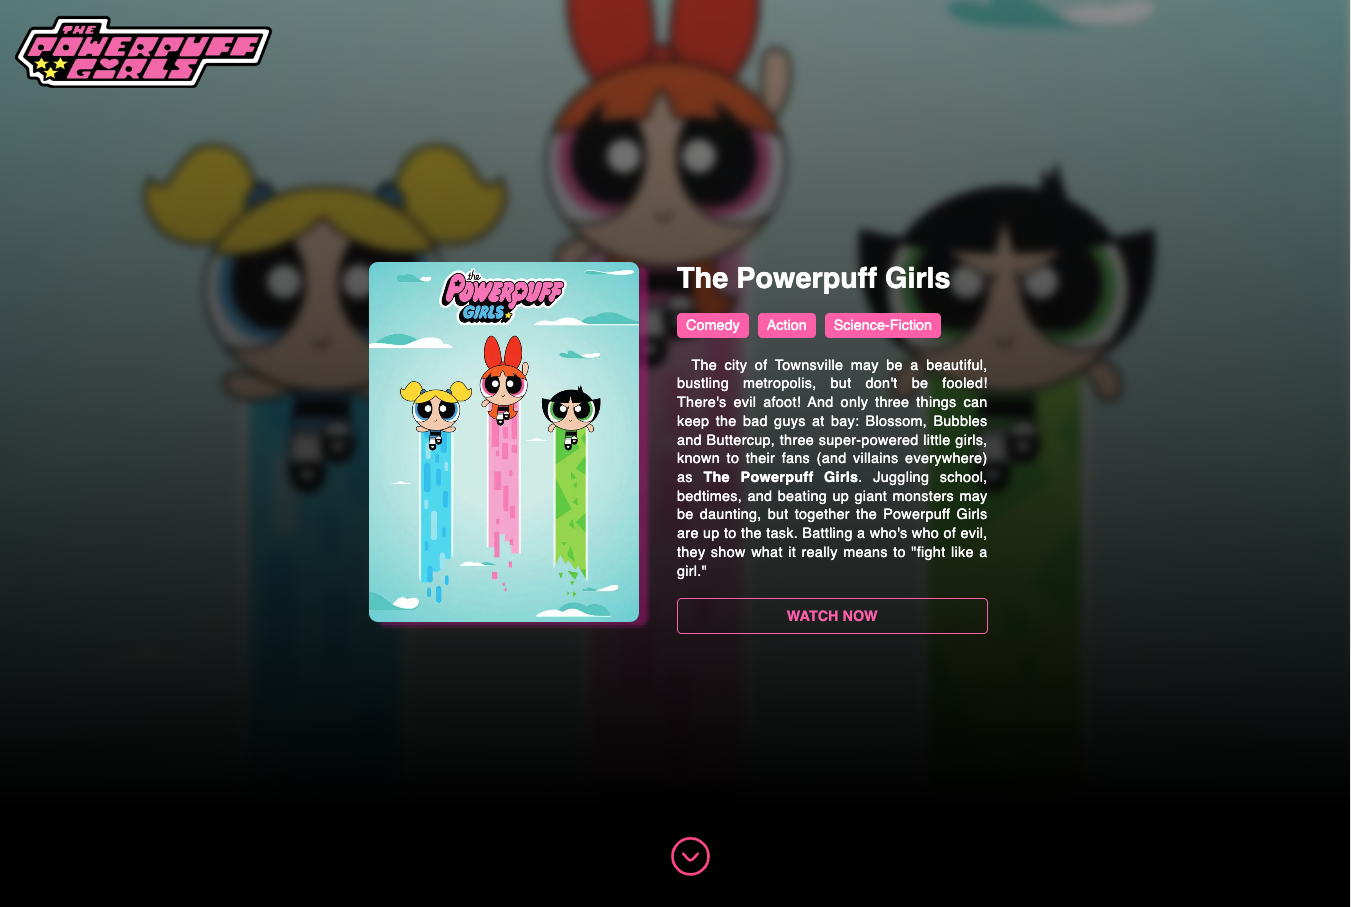 THE
POWERPUFF
GIRLS
the
POWERPUFF
GIRLS
The Powerpuff Girls
Comedy Action Science-Fiction
The city of Townsville may be a beautiful,
bustling metropolis, but don't be fooled!
There's evil afoot! And only three things can
keep the bad guys at bay: Blossom, Bubbles
and Buttercup, three super-powered little girls,
known to their fans (and villains everywhere)
as The Powerpuff Girls. Juggling school,
bedtimes, and beating up giant monsters may
be daunting, but together the Powerpuff Girls
are up to the task. Battling a who's who of evil,
they show what it really means to "fight like a
girl."
WATCH NOW